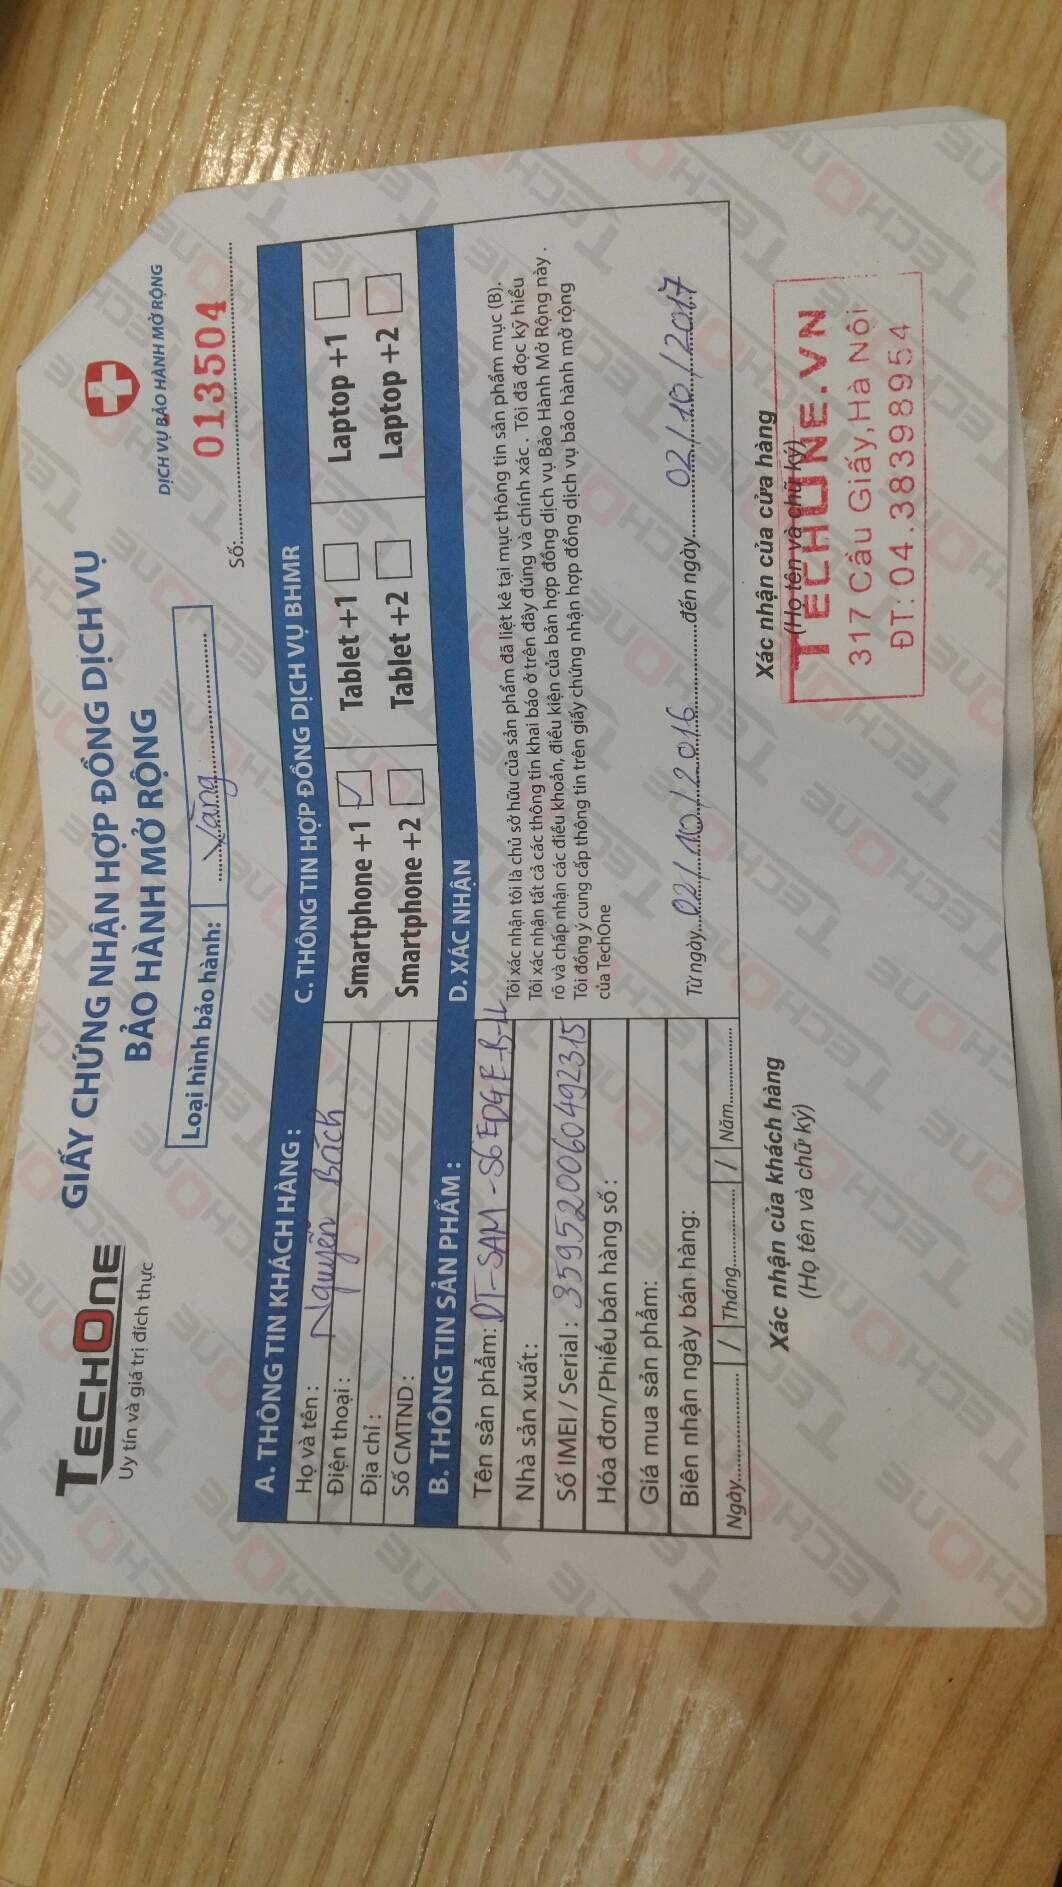 TECHONE
Uy tín và giá trị đích thực
GIẤY CHỨNG NHẬN HỢP ĐỒNG DỊCH VỤ
BẢO HÀNH MỞ RỘNG
DỊCH VỤ BẢO HÀNH MỞ RỘNG
Loại hình bảo hành: Vàng
013504
Số:
A. THÔNG TIN KHÁCH HÀNG :
Họ và tên : Nguyễn Bách
Điện thoại :
Địa chỉ :
Số CMTND :
B. THÔNG TIN SẢN PHẨM :
Tên sản phẩm: DT-SAM-S6 EDGE-B-LL
Nhà sản xuất:
Số IMEI / Serial : 359520060492315
Hóa đơn/Phiếu bán hàng số :
Giá mua sản phẩm:
Biên nhận ngày bán hàng:
Ngày / Tháng / Năm
C. THÔNG TIN HỢP ĐỒNG DỊCH VỤ BHMR
Smartphone +1 Tablet +1 Laptop +1
Smartphone +2 Tablet +2 Laptop +2
D. XÁC NHẬN
Tôi xác nhận tôi là chủ sở hữu của sản phẩm đã liệt kê tại mục thông tin sản phẩm mục (B).
Tôi xác nhận tất cả các thông tin khai báo ở trên đây đúng và chính xác . Tôi đã đọc kỹ hiểu
rõ và chấp nhận các điều khoản, điều kiện của bản hợp đồng dịch vụ Bảo Hành Mở Rộng này .
Tôi đồng ý cung cấp thông tin trên giấy chứng nhận hợp đồng dịch vụ bảo hành mở rộng
của TechOne
Từ ngày 02/10/2016 đến ngày 02/10/2017
Xác nhận của khách hàng
(Họ tên và chữ ký)
Xác nhận của cửa hàng
(Họ tên và chữ ký)
TECHONE.VN
317 Cầu Giấy,Hà Nội
ĐT:04.38398954